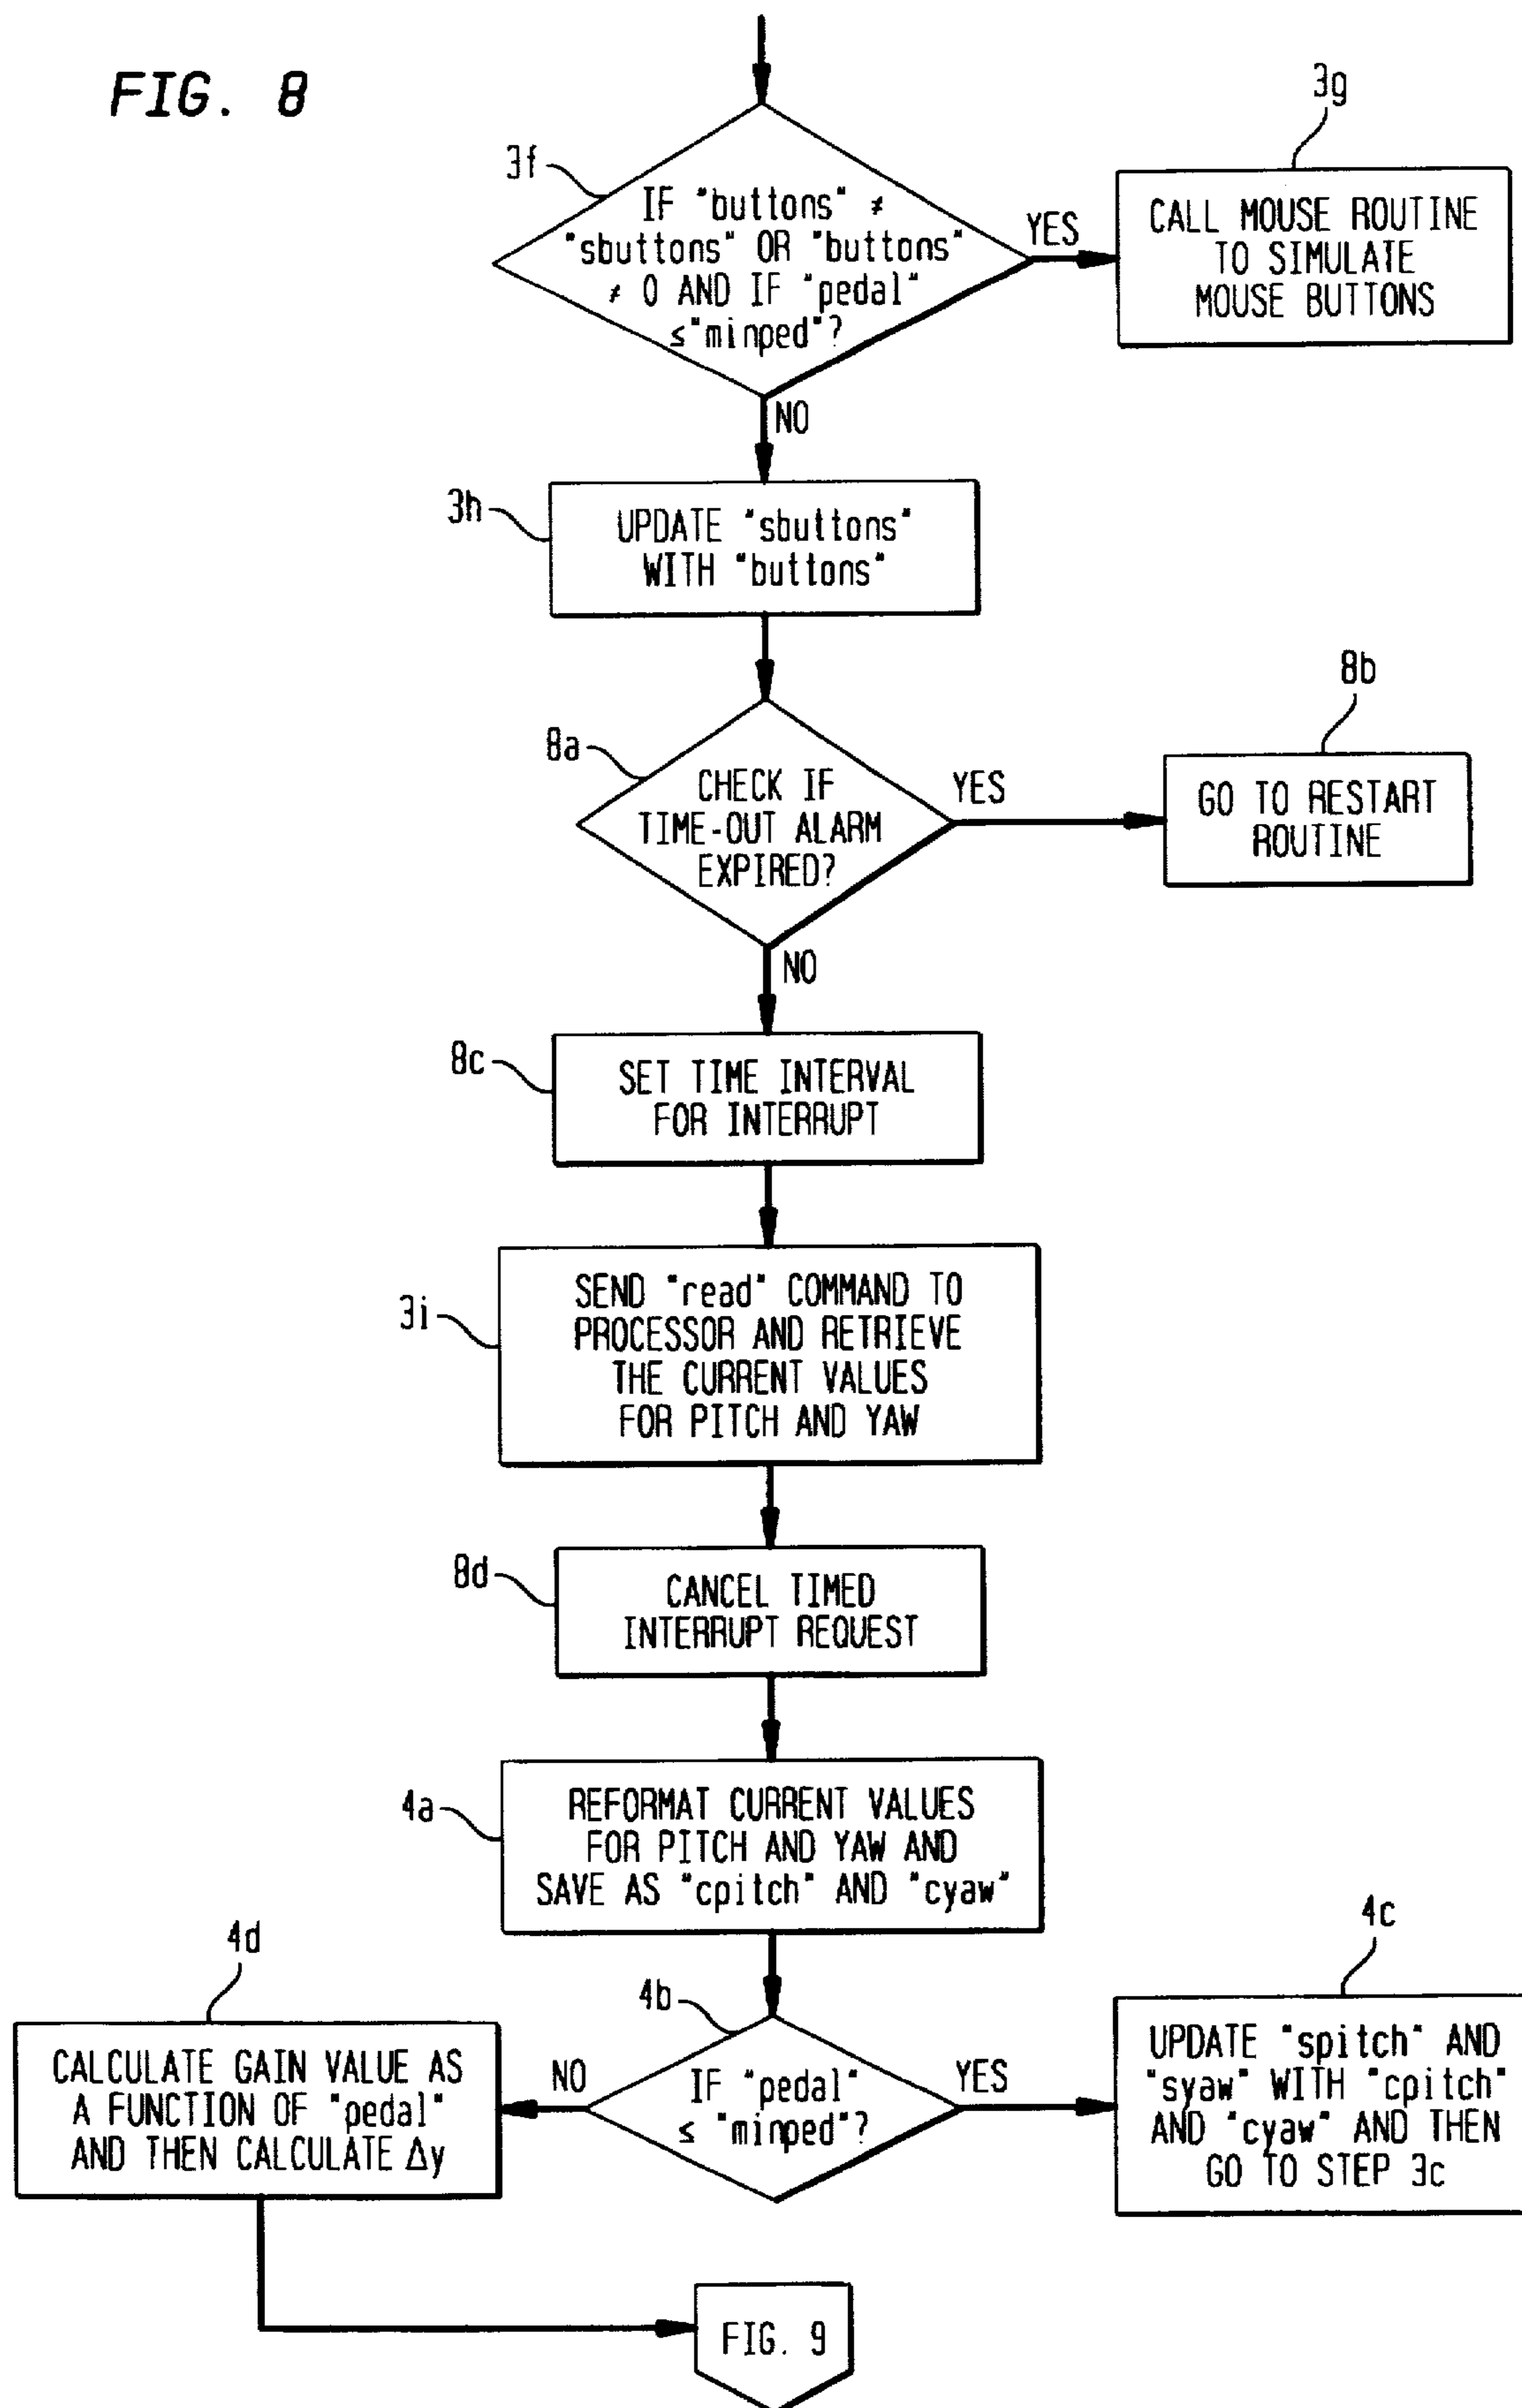 FIG. 8
3f
IF "buttons" ≠
"sbuttons" OR "buttons"
≠ 0 AND IF "pedal"
≤"minped"?
YES
3g
CALL MOUSE ROUTINE
TO SIMULATE
MOUSE BUTTONS
NO
3h
UPDATE "sbuttons"
WITH "buttons"
8a
CHECK IF
TIME-OUT ALARM
EXPIRED?
YES
8b
GO TO RESTART
ROUTINE
NO
8c
SET TIME INTERVAL
FOR INTERRUPT
3i
SEND "read" COMMAND TO
PROCESSOR AND RETRIEVE
THE CURRENT VALUES
FOR PITCH AND YAW
8d
CANCEL TIMED
INTERRUPT REQUEST
4a
REFORMAT CURRENT VALUES
FOR PITCH AND YAW AND
SAVE AS "cpitch" AND "cyaw"
4d
CALCULATE GAIN VALUE AS
A FUNCTION OF "pedal"
AND THEN CALCULATE Δy
NO
4b
IF "pedal"
≤ "minped"?
YES
4c
UPDATE "spitch" AND
"syaw" WITH "cpitch"
AND "cyaw" AND THEN
GO TO STEP 3c
FIG. 9